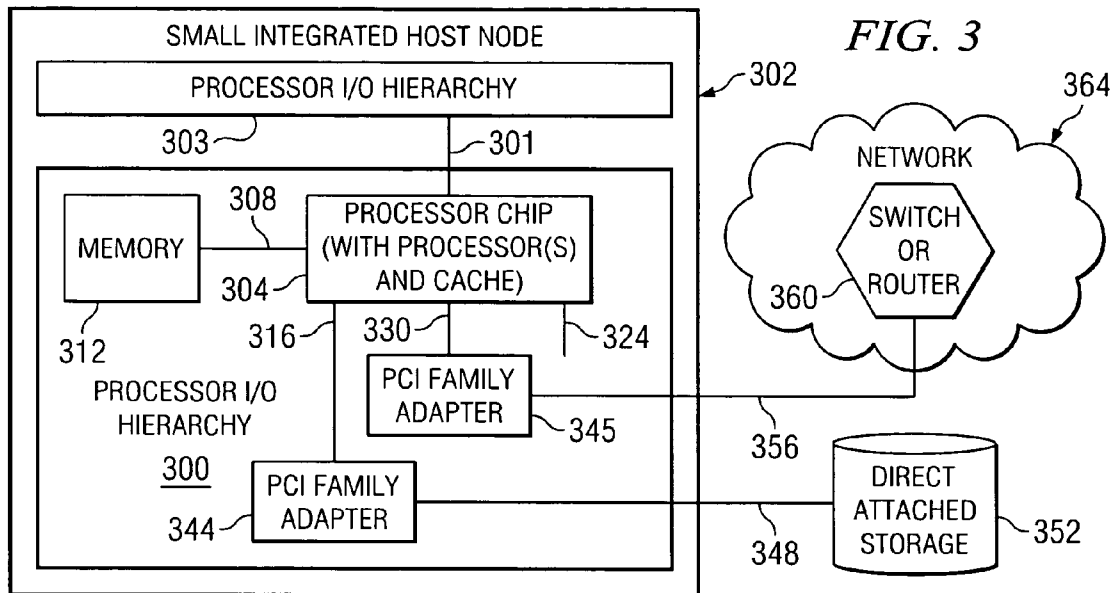 SMALL INTEGRATED HOST NODE
FIG. 3
PROCESSOR I/O HIERARCHY
302
364
303
301
NETWORK
308
MEMORY
PROCESSOR CHIP
(WITH PROCESSOR(S)
AND CACHE)
304
SWITCH
OR
ROUTER
360
312
316
330
324
PROCESSOR I/O
HIERARCHY
300
PCI FAMILY
ADAPTER
345
356
PCI FAMILY
ADAPTER
344
348
DIRECT
ATTACHED
STORAGE
352